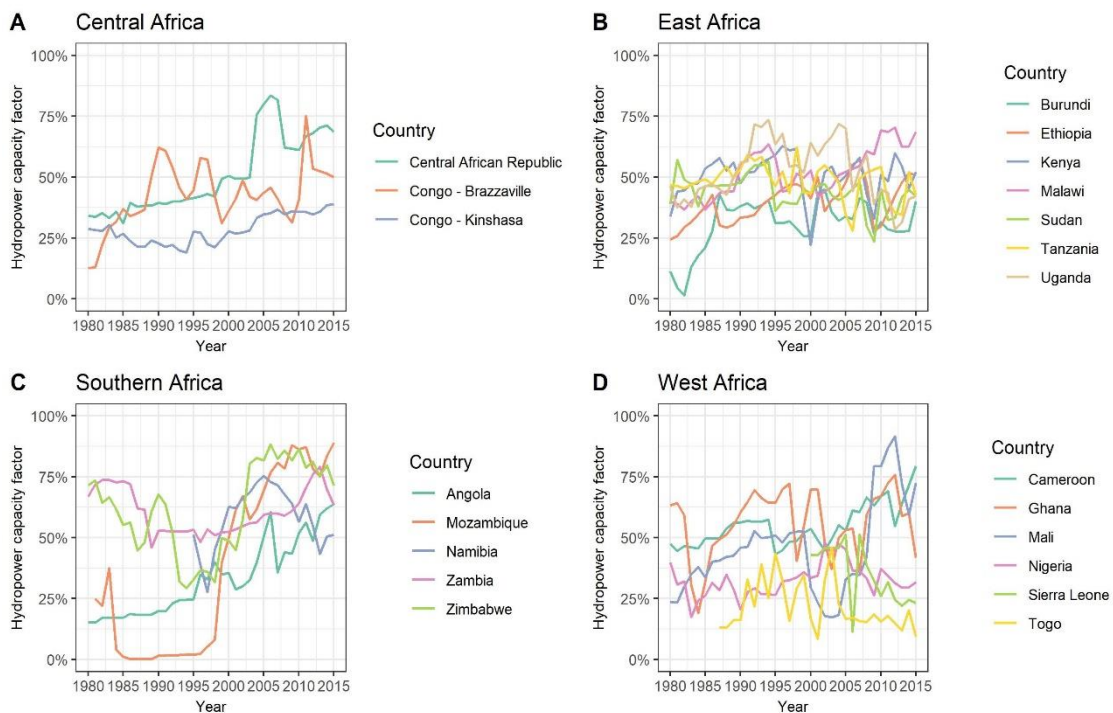 A Central Africa
Hydropower capacity factor
100%
75%
50%
25%
0%
1980 1985 1990 1995 2000 2005 2010 2015
Year
Country
Central African Republic
Congo - Brazzaville
Congo - Kinshasa
B East Africa
Hydropower capacity factor
100%
75%
50%
25%
0%
1980 1985 1990 1995 2000 2005 2010 2015
Year
Country
Burundi
Ethiopia
Kenya
Malawi
Sudan
Tanzania
Uganda
C Southern Africa
Hydropower capacity factor
100%
75%
50%
25%
0%
1980 1985 1990 1995 2000 2005 2010 2015
Year
Country
Angola
Mozambique
Namibia
Zambia
Zimbabwe
D West Africa
Hydropower capacity factor
100%
75%
50%
25%
0%
1980 1985 1990 1995 2000 2005 2010 2015
Year
Country
Cameroon
Ghana
Mali
Nigeria
Sierra Leone
Togo